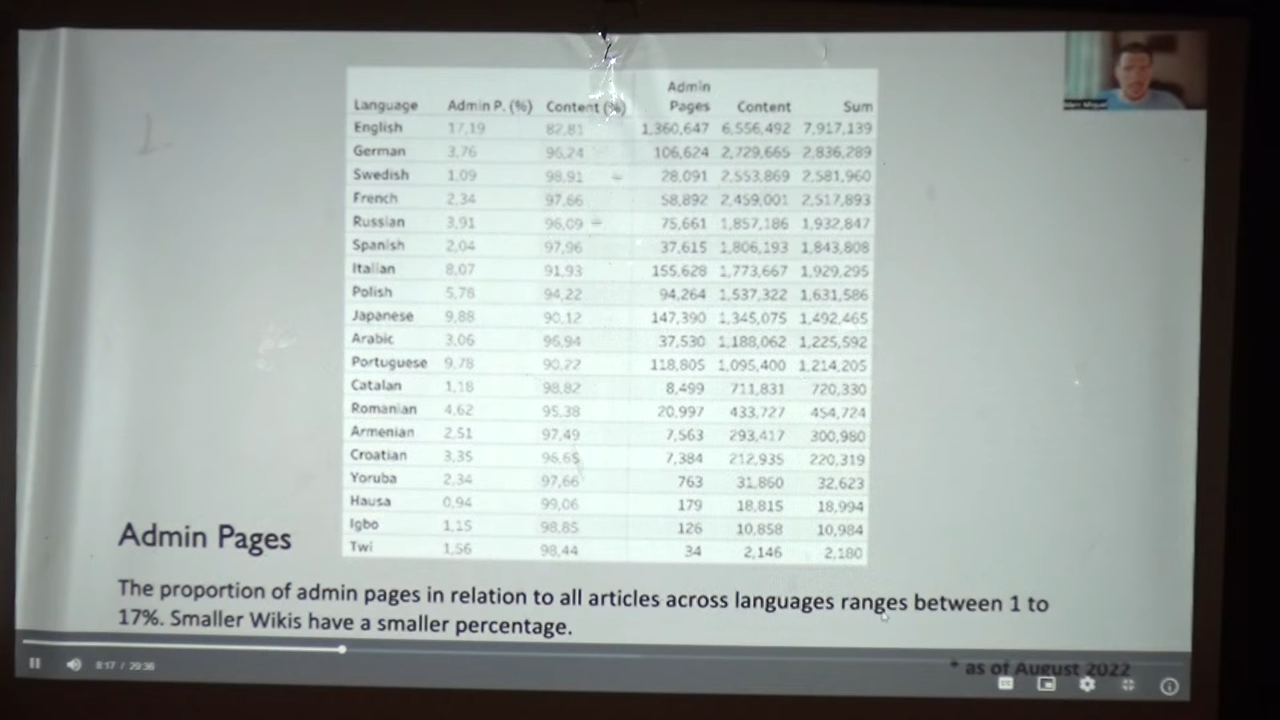 Language Admin P. (%) Content (%) Admin Pages Content Sum
English 17,19 82,81 1,360,647 6,556,492 7,917,139
German 3,76 96,24 106,624 2,729,665 2,836,289
Swedish 1,09 98,91 28,091 2,553,869 2,581,960
French 2,34 97,66 58,892 2,459,001 2,517,893
Russian 3,91 96,09 75,661 1,857,186 1,932,847
Spanish 2,04 97,96 37,615 1,806,193 1,843,808
Italian 8,07 91,93 155,628 1,773,667 1,929,295
Polish 5,78 94,22 94,264 1,537,322 1,631,586
Japanese 9,88 90,12 147,390 1,345,075 1,492,465
Arabic 3,06 96,94 37,530 1,188,062 1,225,592
Portuguese 9,78 90,22 118,805 1,095,400 1,214,205
Catalan 1,18 98,82 8,499 711,831 720,330
Romanian 4,62 95,38 20,997 433,727 454,724
Armenian 2,51 97,49 7,563 293,417 300,980
Croatian 3,35 96,65 7,384 212,935 220,319
Yoruba 2,34 97,66 763 31,860 32,623
Hausa 0,94 99,06 179 18,815 18,994
Igbo 1,15 98,85 126 10,858 10,984
Twi 1,56 98,44 34 2,146 2,180
Admin Pages
The proportion of admin pages in relation to all articles across languages ranges between 1 to
17%. Smaller Wikis have a smaller percentage.
* as of August 2022
8:17 / 29:36